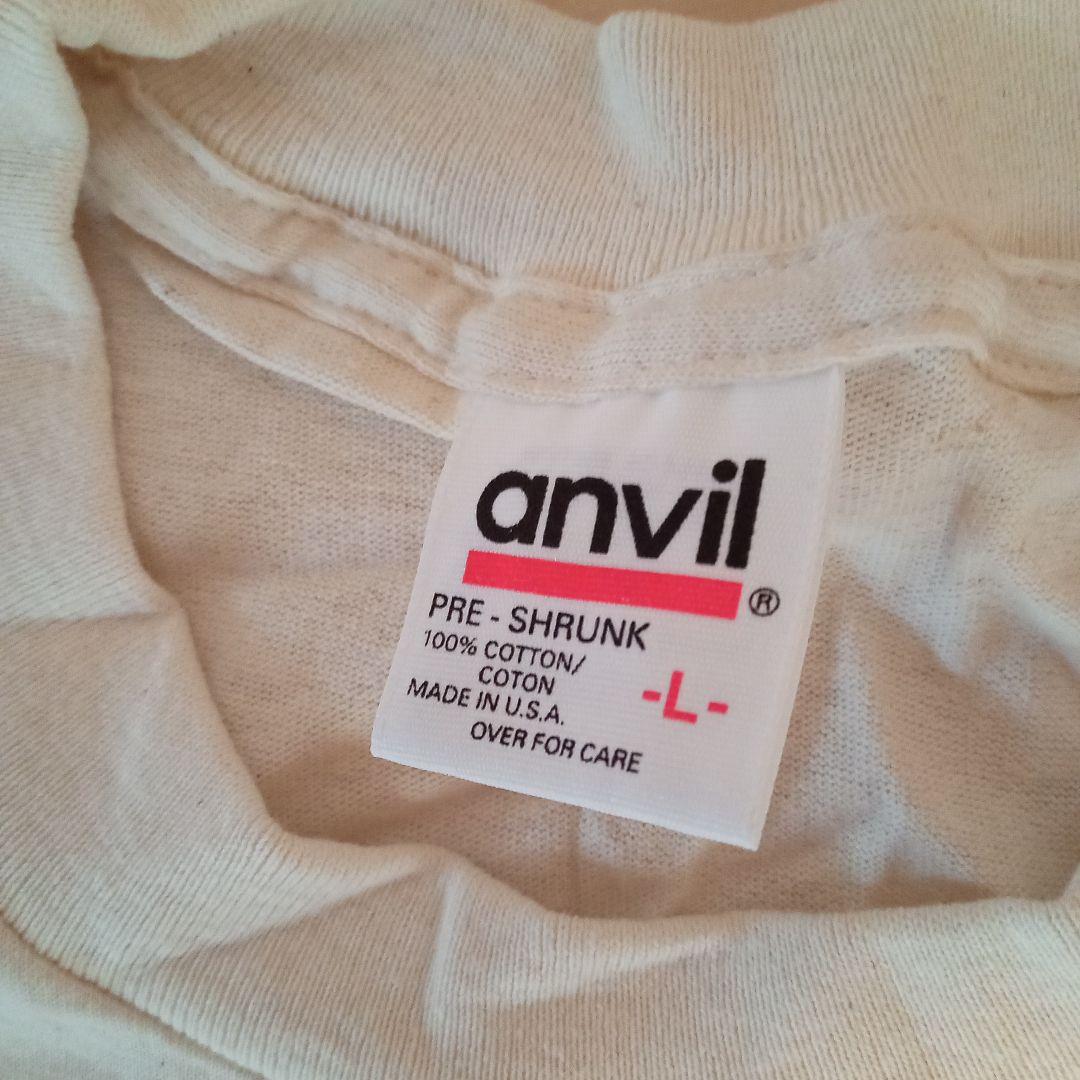 anvil®
PRE - SHRUNK
100% COTTON/
COTON
-L-
MADE IN U.S.A.
OVER FOR CARE